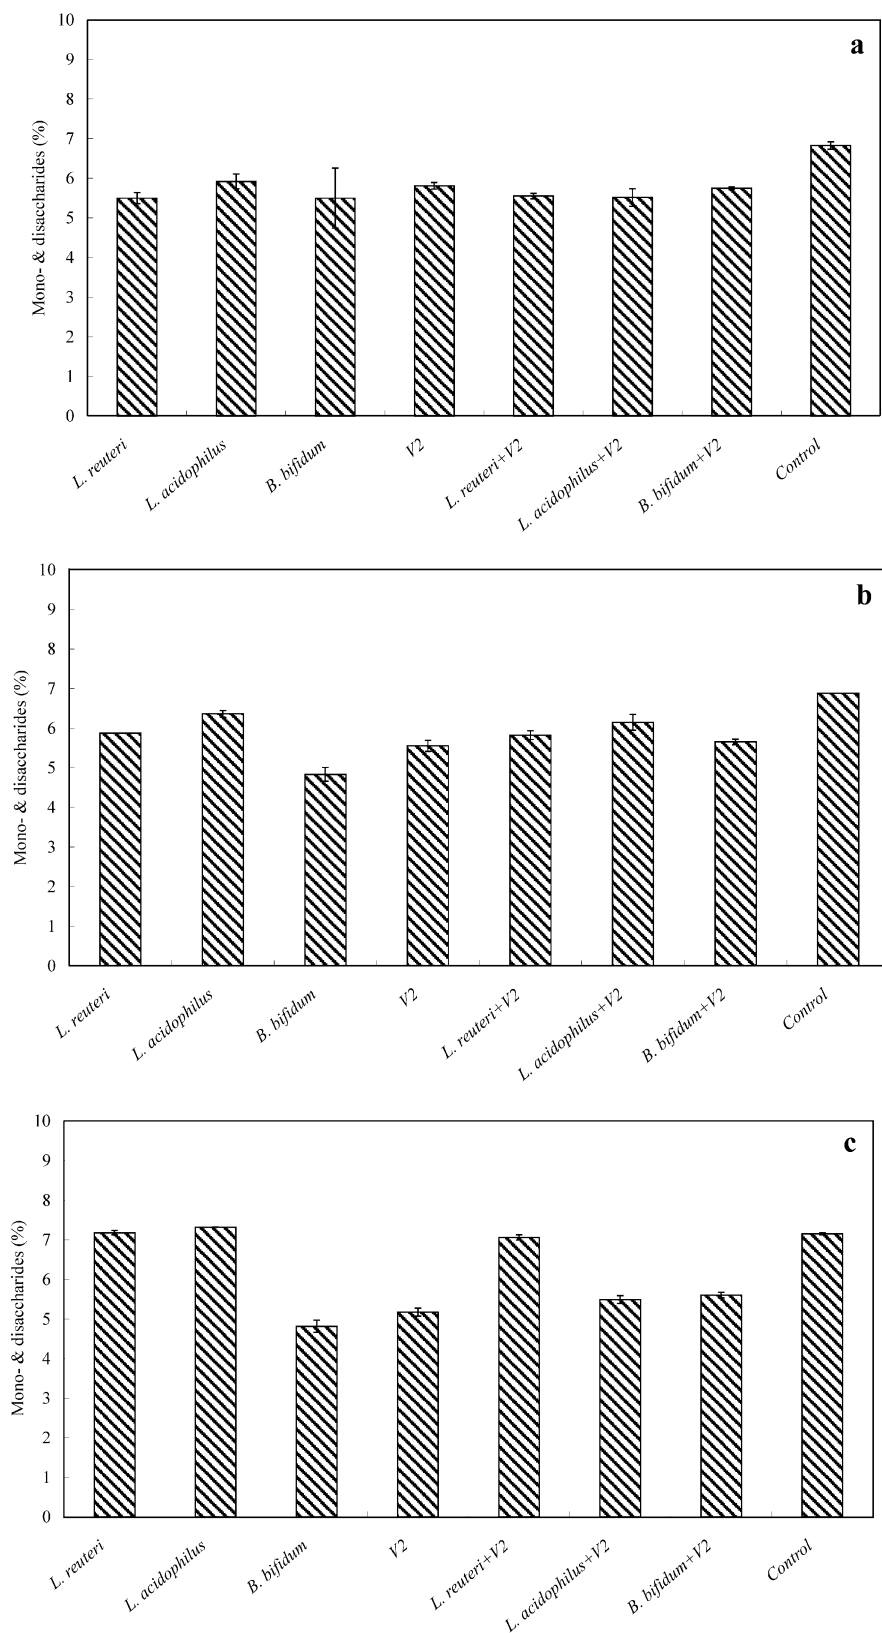 a
Mono- & disaccharides (%)
10
9
8
7
6
5
4
3
2
1
0
L. reuteri
L. acidophilus
B. bifidum
V2
L. reuteri+V2
L. acidophilus+V2
B. bifidum+V2
Control
b
Mono- & disaccharides (%)
10
9
8
7
6
5
4
3
2
1
0
L. reuteri
L. acidophilus
B. bifidum
V2
L. reuteri+V2
L. acidophilus+V2
B. bifidum+V2
Control
c
Mono- & disaccharides (%)
10
9
8
7
6
5
4
3
2
1
0
L. reuteri
L. acidophilus
B. bifidum
V2
L. reuteri+V2
L. acidophilus+V2
B. bifidum+V2
Control